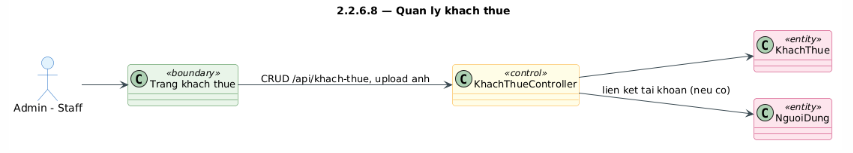 2.2.6.8 — Quan ly khach thue
Admin - Staff
C «boundary» Trang khach thue
CRUD /api/khach-thue, upload anh
C «control» KhachThueController
lien ket tai khoan (neu co)
C «entity» KhachThue
C «entity» NguoiDung